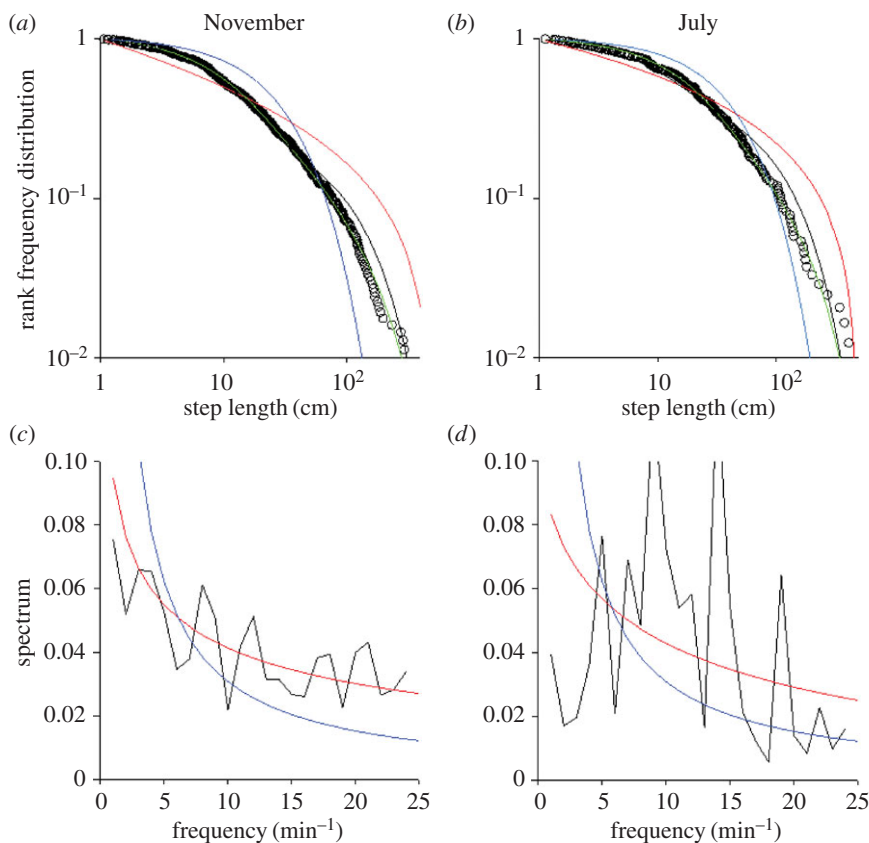 (a) November
1
10⁻¹
10⁻²
rank frequency distribution
1 10 10²
step length (cm)
(b) July
1
10⁻¹
10⁻²
1 10 10²
step length (cm)
(c)
0.10
0.08
0.06
0.04
0.02
0
spectrum
0 5 10 15 20 25
frequency (min⁻¹)
(d)
0.10
0.08
0.06
0.04
0.02
0
0 5 10 15 20 25
frequency (min⁻¹)